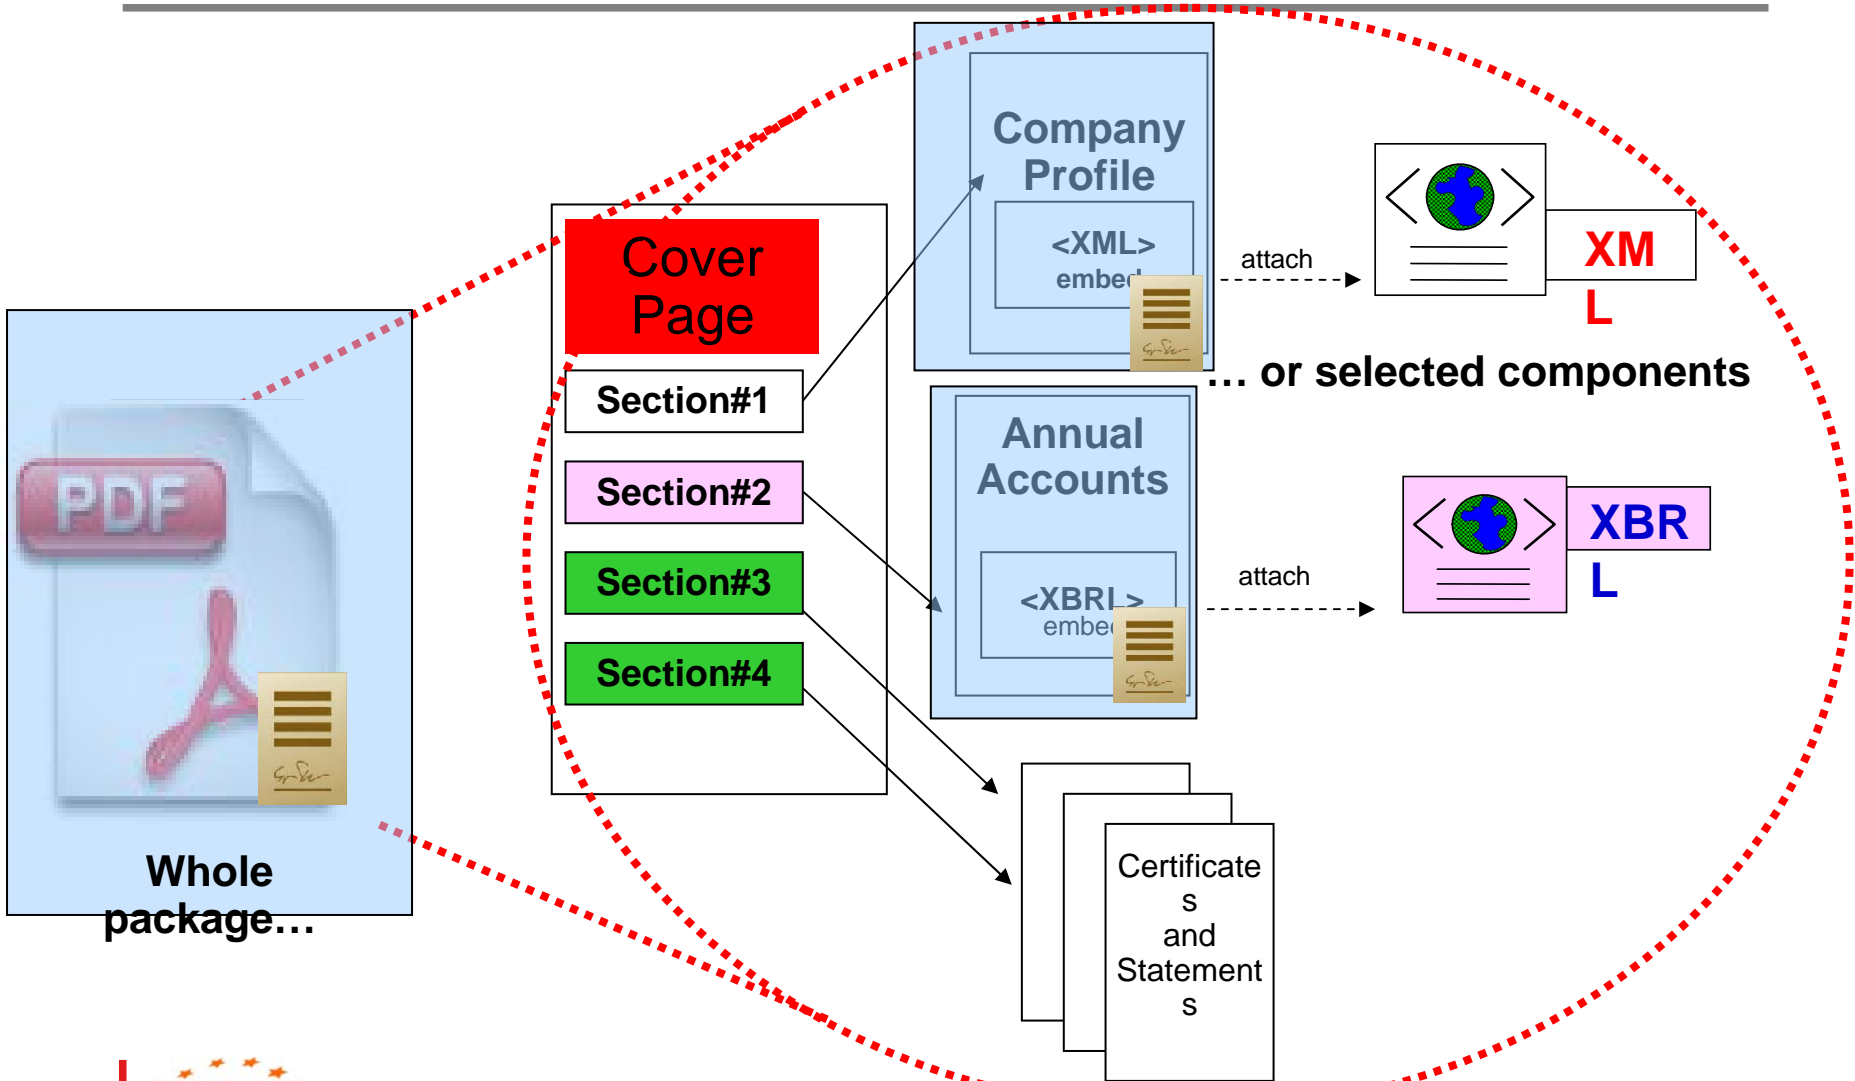 PDF
Whole
package…
Cover
Page
Section#1
Section#2
Section#3
Section#4
Company
Profile
<XML>
embed
attach
XM
L
… or selected components
Annual
Accounts
<XBRL>
embed
attach
XBR
L
Certificate
s
and
Statement
s